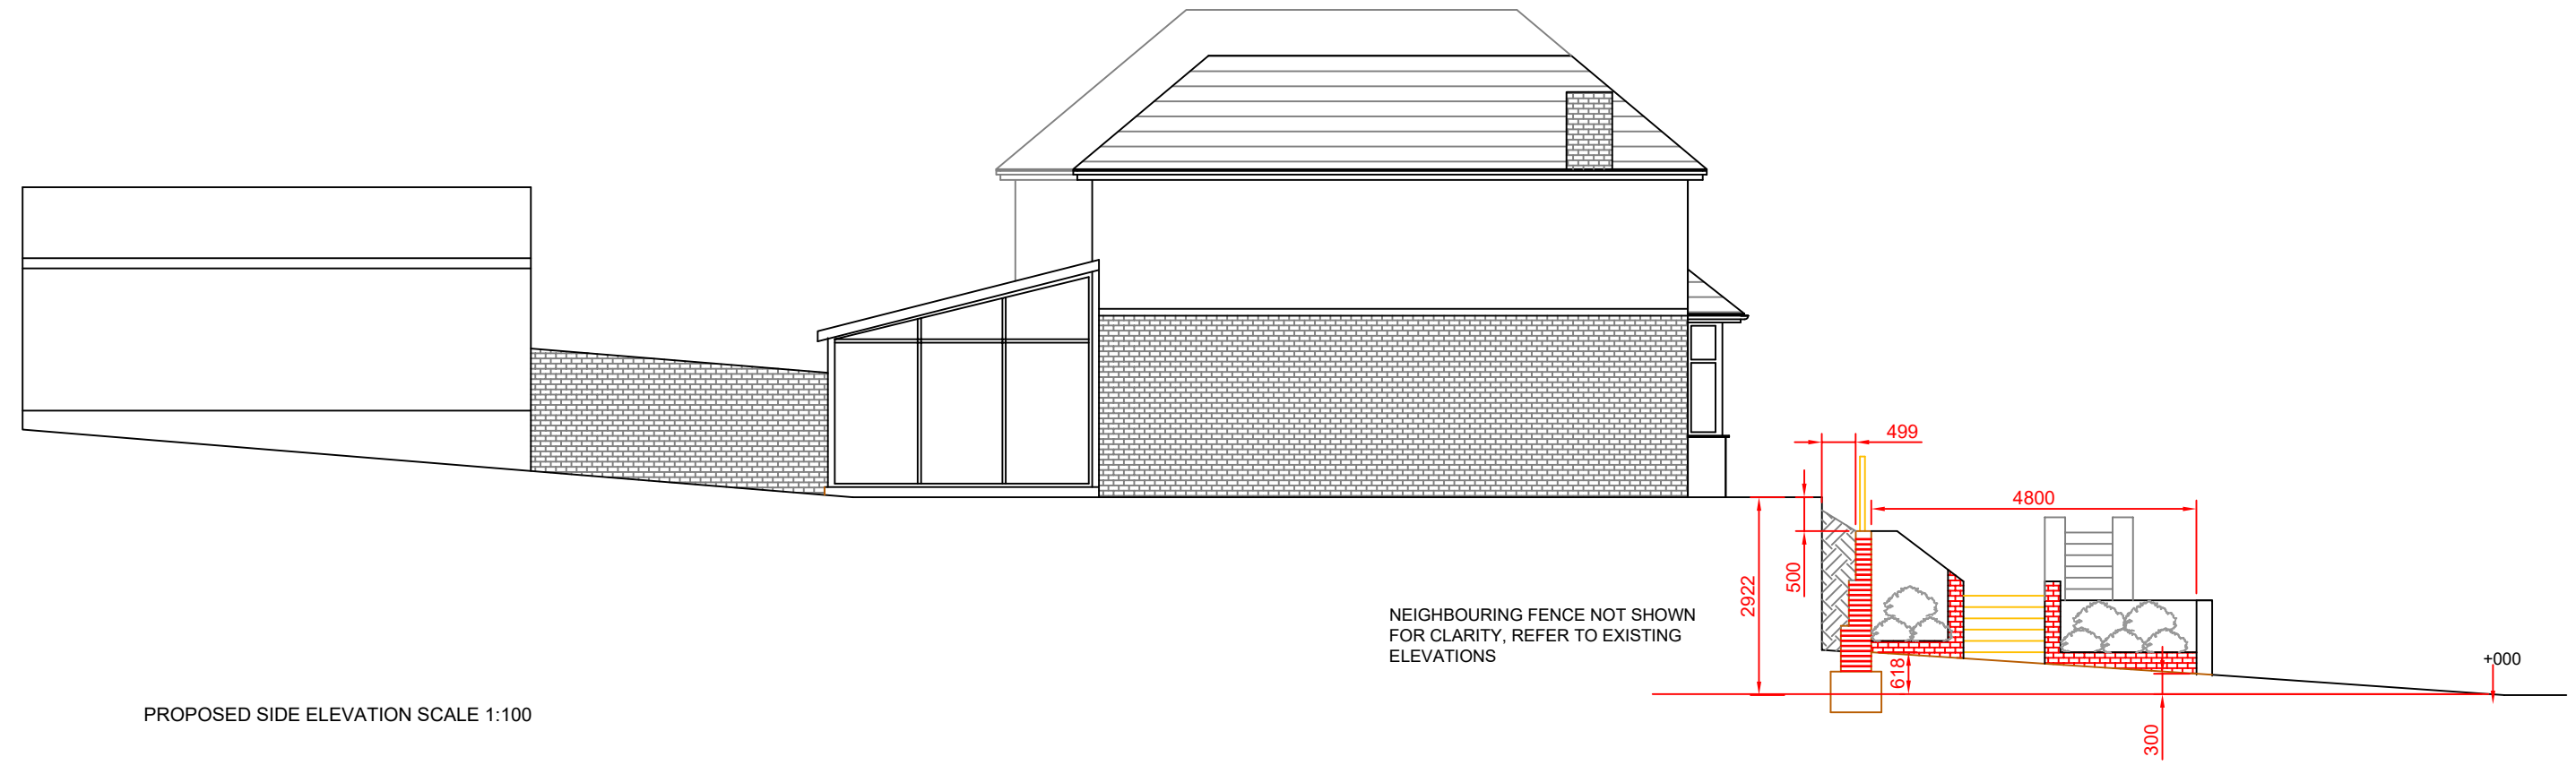 499
4800
500
2922
NEIGHBOURING FENCE NOT SHOWN
FOR CLARITY, REFER TO EXISTING
ELEVATIONS
618
+000
300
PROPOSED SIDE ELEVATION SCALE 1:100